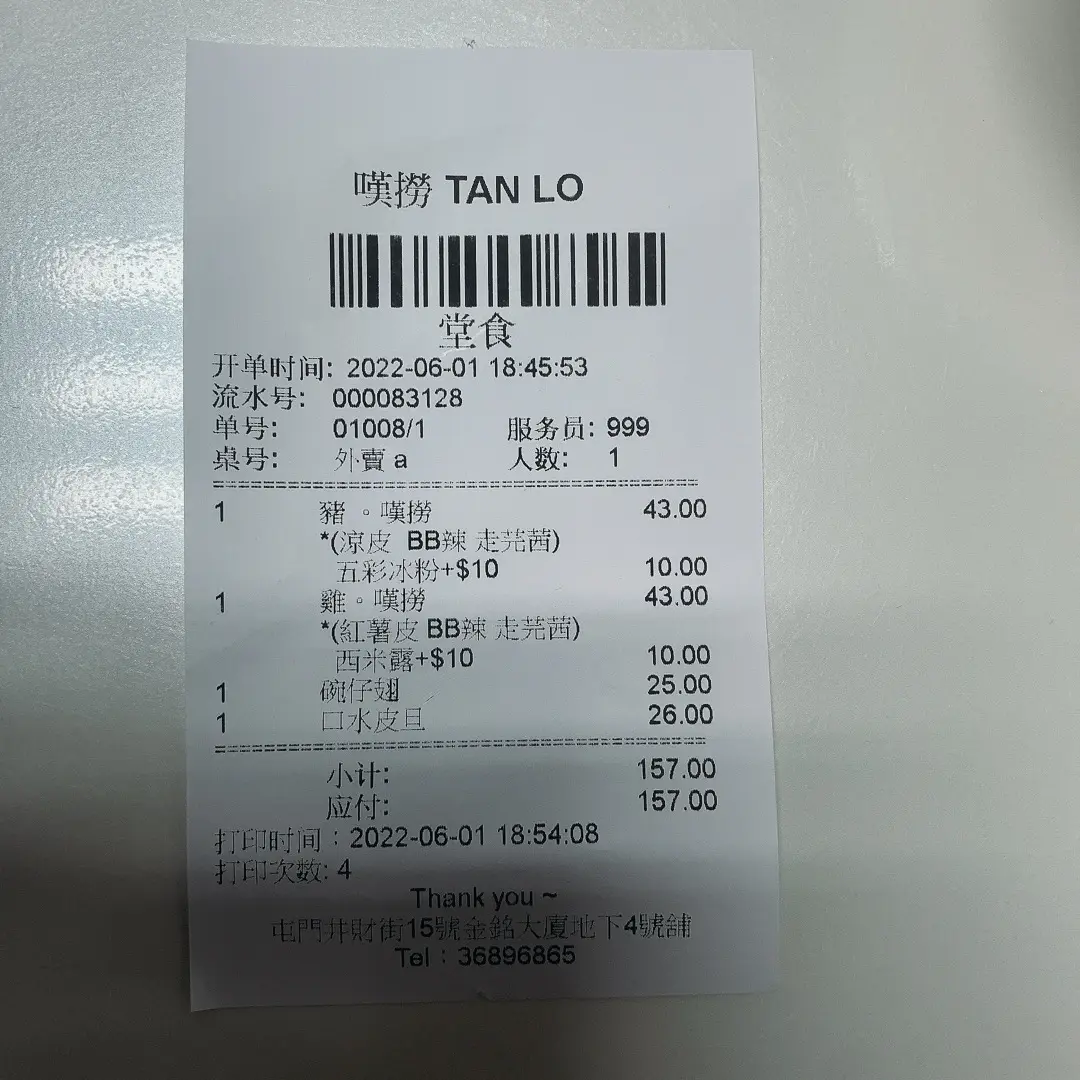 嘆撈 TAN LO
堂食
开单时间: 2022-06-01 18:45:53
流水号: 000083128
单号: 01008/1 服务员: 999
桌号: 外賣 a 人数: 1
1 豬。嘆撈 43.00
*(涼皮 BB辣 走芫茜)
五彩冰粉+$10 10.00
1 雞。嘆撈 43.00
*(紅薯皮 BB辣 走芫茜)
西米露+$10 10.00
1 碗仔翅 25.00
1 口水皮旦 26.00
小计: 157.00
应付: 157.00
打印时间：2022-06-01 18:54:08
打印次数: 4
Thank you ~
屯門井財街15號金銘大廈地下4號舖
Tel：36896865